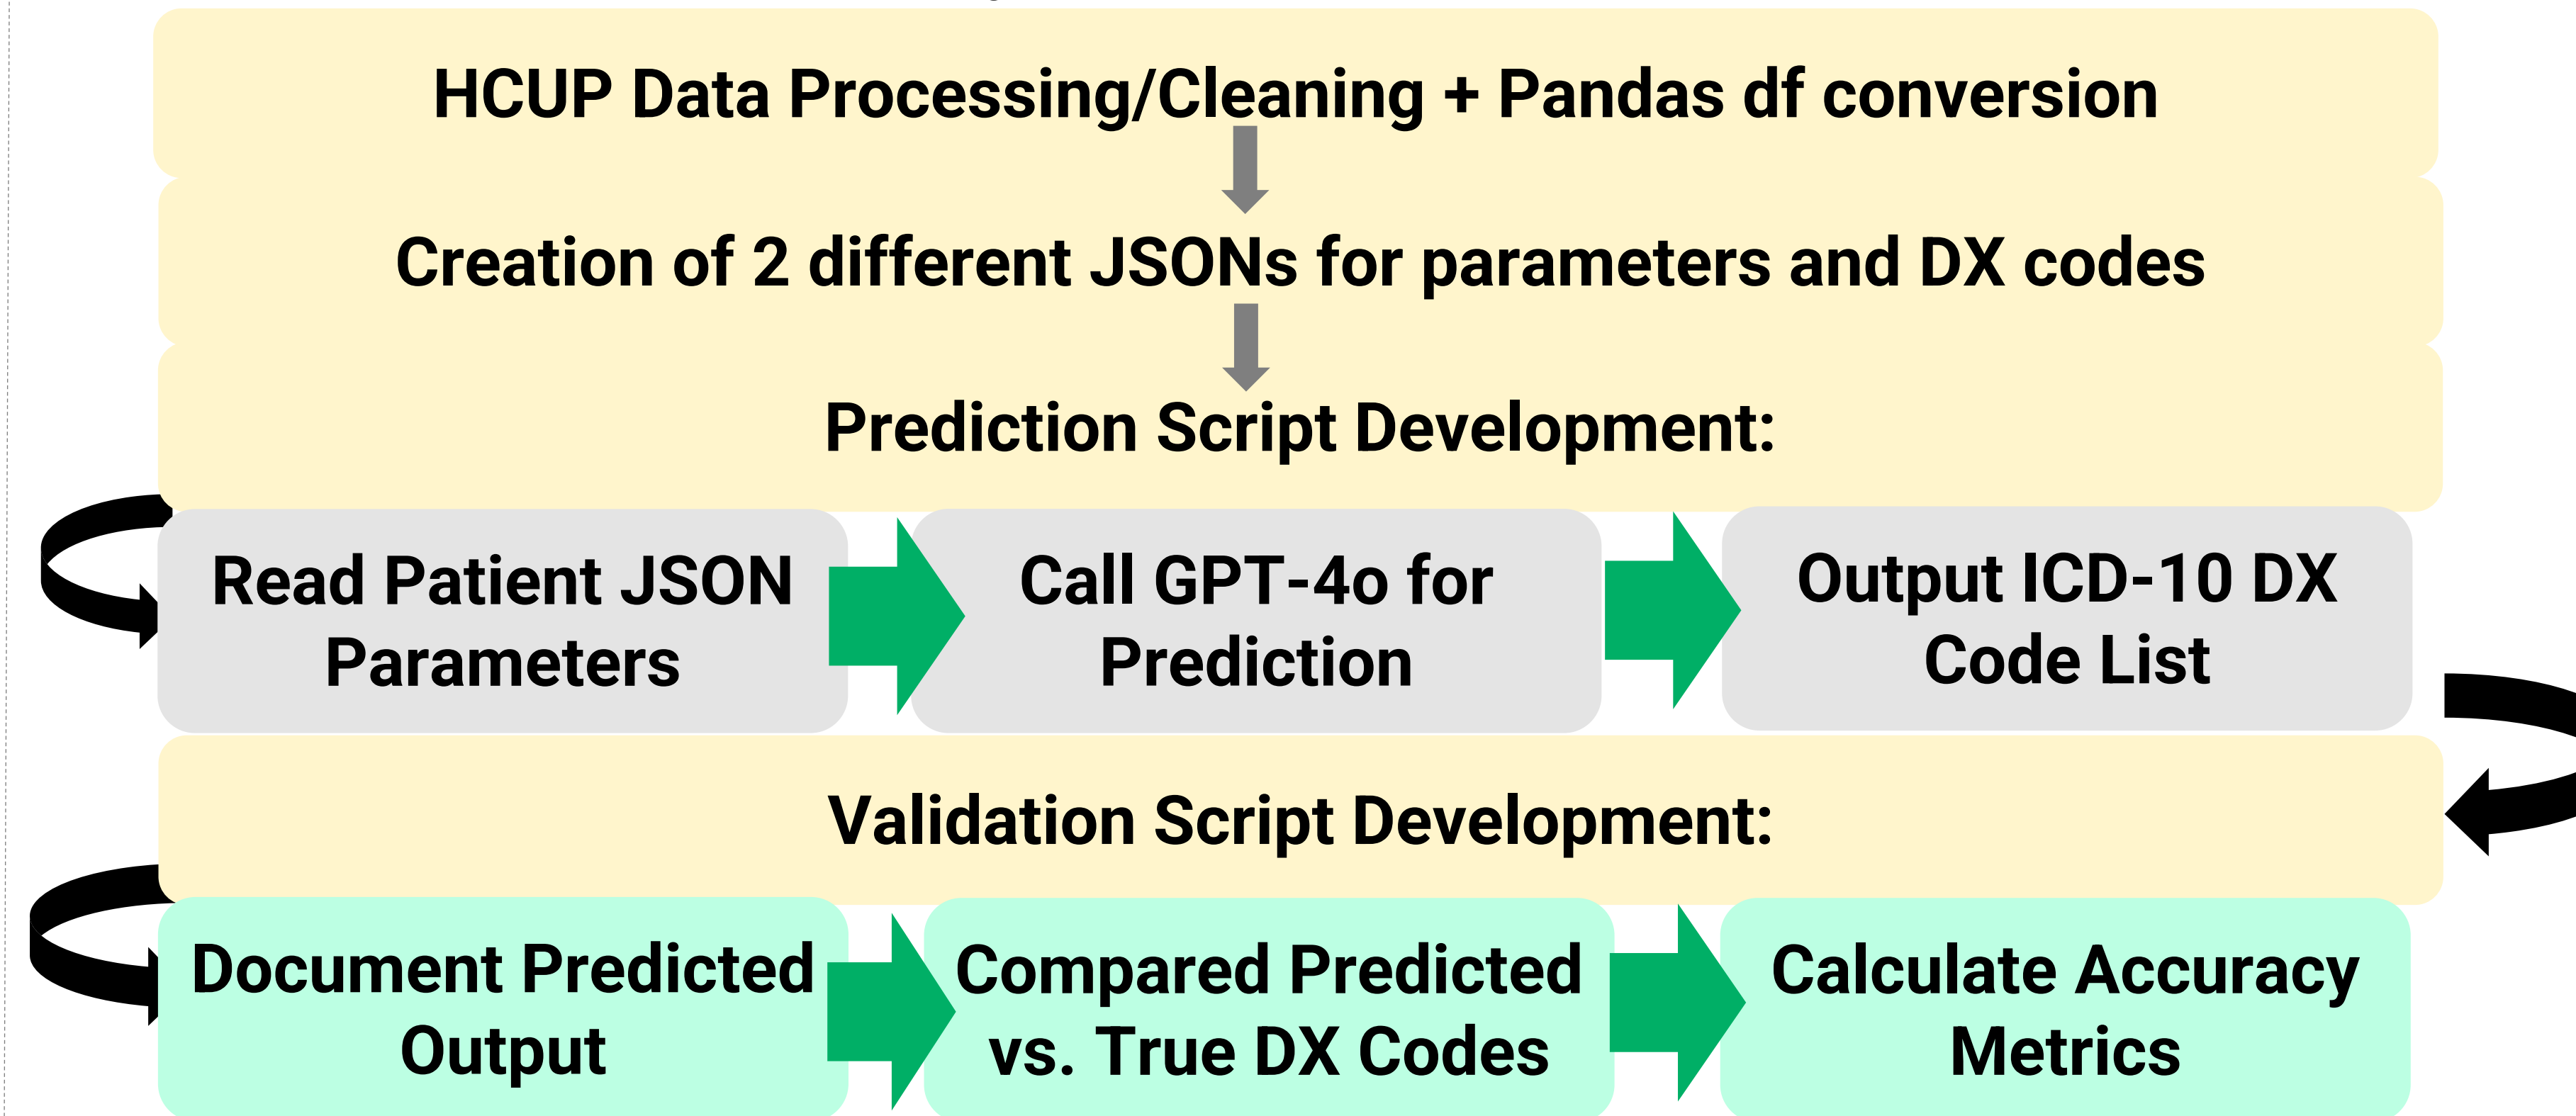 HCUP Data Processing/Cleaning + Pandas df conversion
Creation of 2 different JSONs for parameters and DX codes
Prediction Script Development:
Read Patient JSON
Parameters
Call GPT-4o for
Prediction
Output ICD-10 DX
Code List
Validation Script Development:
Document Predicted
Output
Compared Predicted
vs. True DX Codes
Calculate Accuracy
Metrics